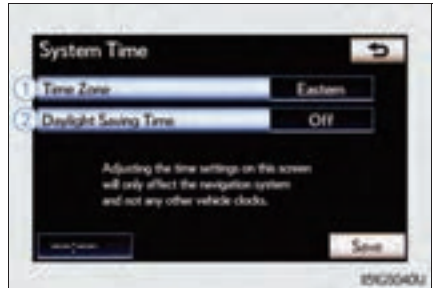 System Time
1 Time Zone Eastern
2 Daylight Saving Time Off
Adjusting the time settings on this screen
will only affect the navigation system
and not any other vehicle clocks.
--:-- Save